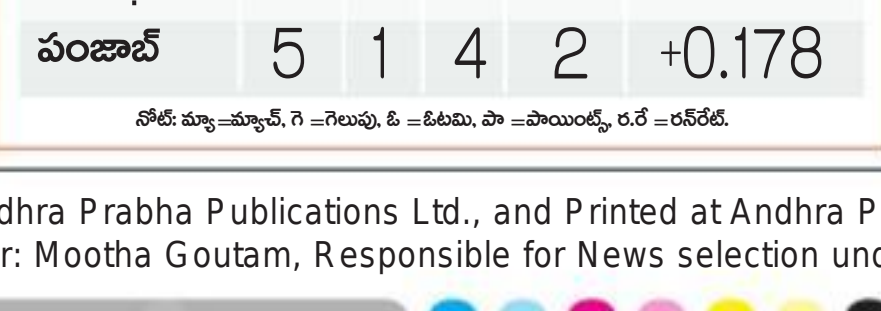 పంజాబ్ 5 1 4 2 +0.178
నోట్: మ్యా=మ్యాచ్, గె =గెలుపు, ఓ =ఓటమి, పా =పాయింట్స్, ర.రే =రన్‌రేట్.
dhra Prabha Publications Ltd., and Printed at Andhra P
r: Mootha Goutam, Responsible for News selection und